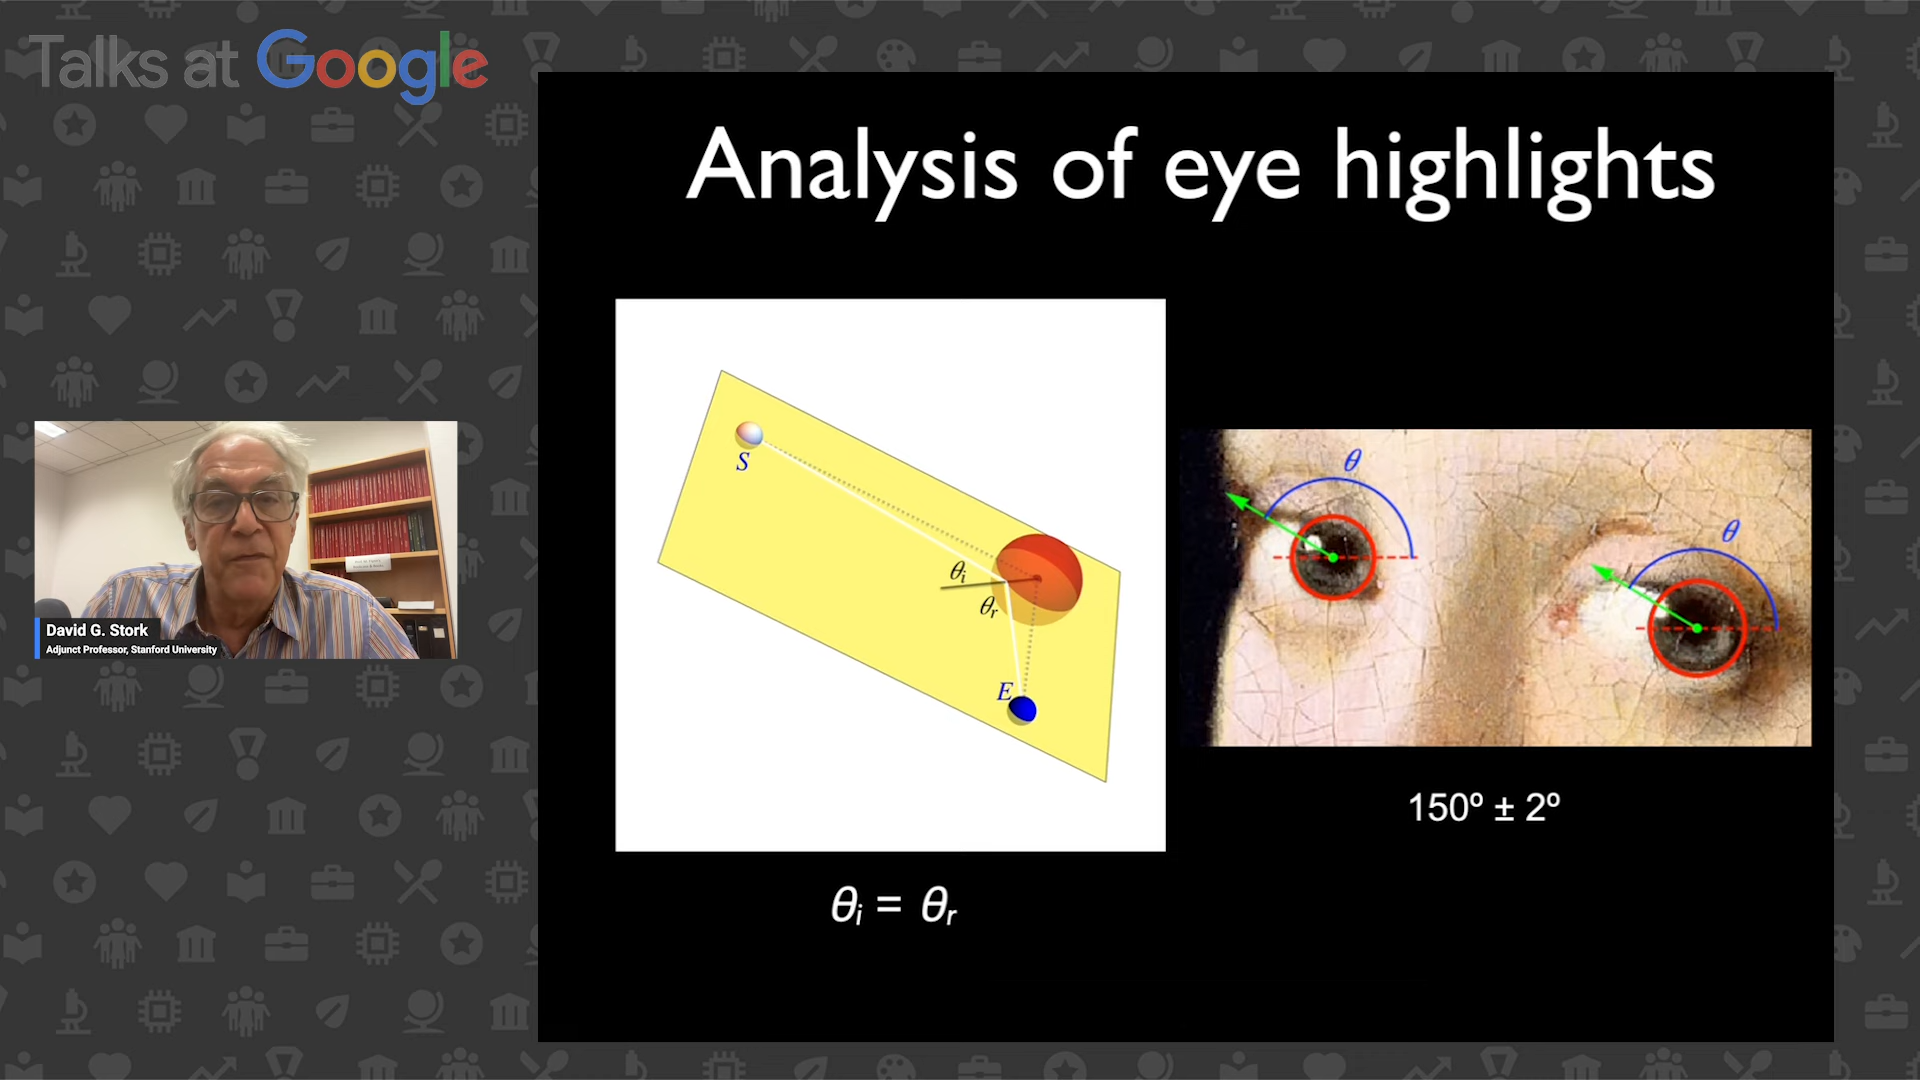 Talks at Google
Analysis of eye highlights
S
θi
θr
E
θi = θr
θ
θ
150º ± 2º
David G. Stork
Adjunct Professor, Stanford University